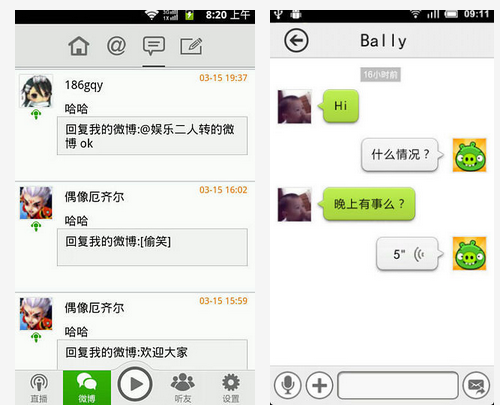 8:20 上午
186gqy
03-15 19:37
哈哈
回复我的微博:@娱乐二人转的微
博 ok
偶像厄齐尔
03-15 16:02
哈哈
回复我的微博:[偷笑]
偶像厄齐尔
03-15 15:59
哈哈
回复我的微博:欢迎大家
直播
微博
听友
设置
09:11
Bally
16小时前
Hi
什么情况？
晚上有事么？
5"